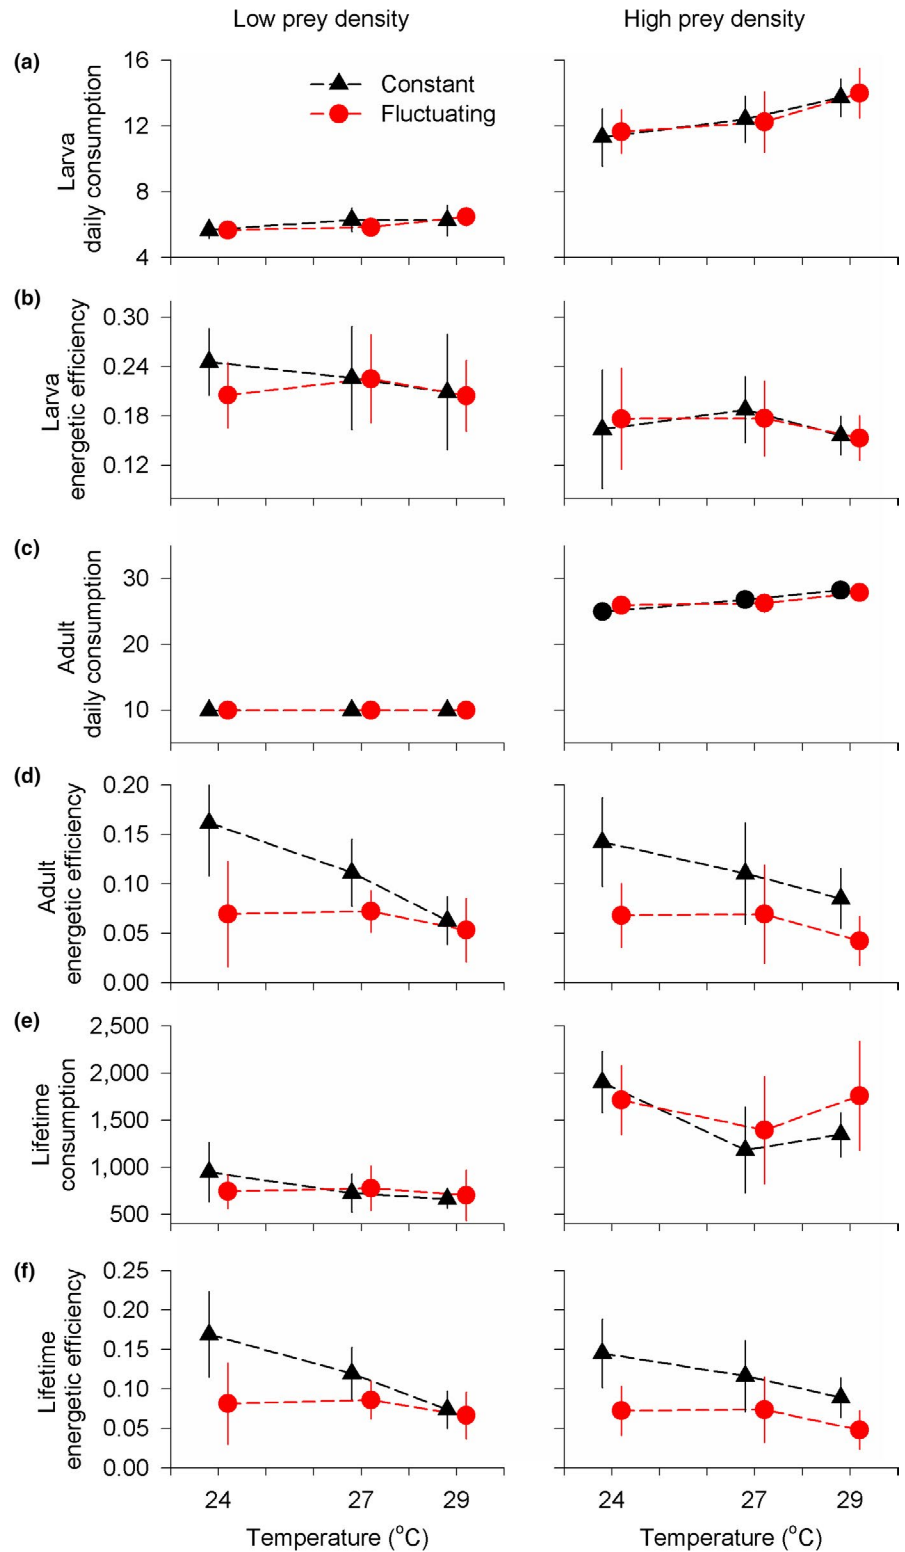 Low prey density
High prey density
(a)
Larva
daily consumption
16
12
8
4
Constant
Fluctuating
(b)
Larva
energetic efficiency
0.30
0.24
0.18
0.12
(c)
Adult
daily consumption
30
20
10
(d)
Adult
energetic efficiency
0.20
0.15
0.10
0.05
0.00
(e)
Lifetime
consumption
2,500
2,000
1,500
1,000
500
(f)
Lifetime
energetic efficiency
0.25
0.20
0.15
0.10
0.05
0.00
24
27
29
24
27
29
Temperature (°C)
Temperature (°C)